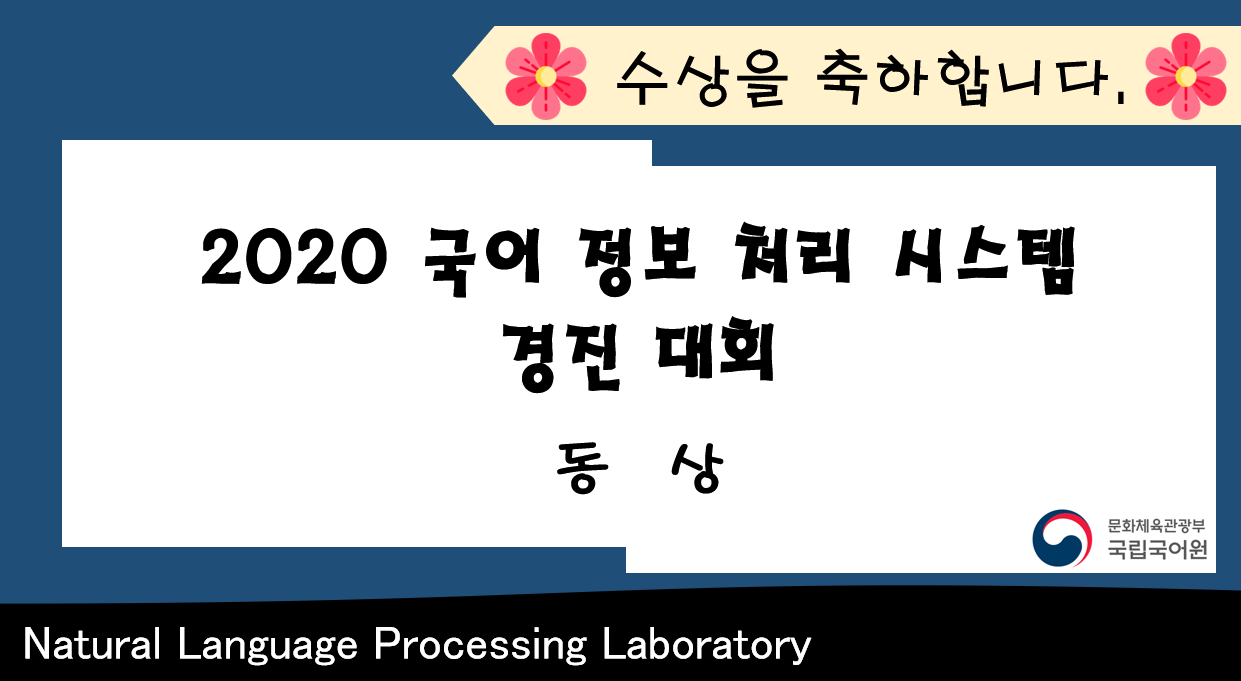 수상을 축하합니다.
2020 국어 정보 처리 시스템
경진 대회
동 상
문화체육관광부
국립국어원
Natural Language Processing Laboratory